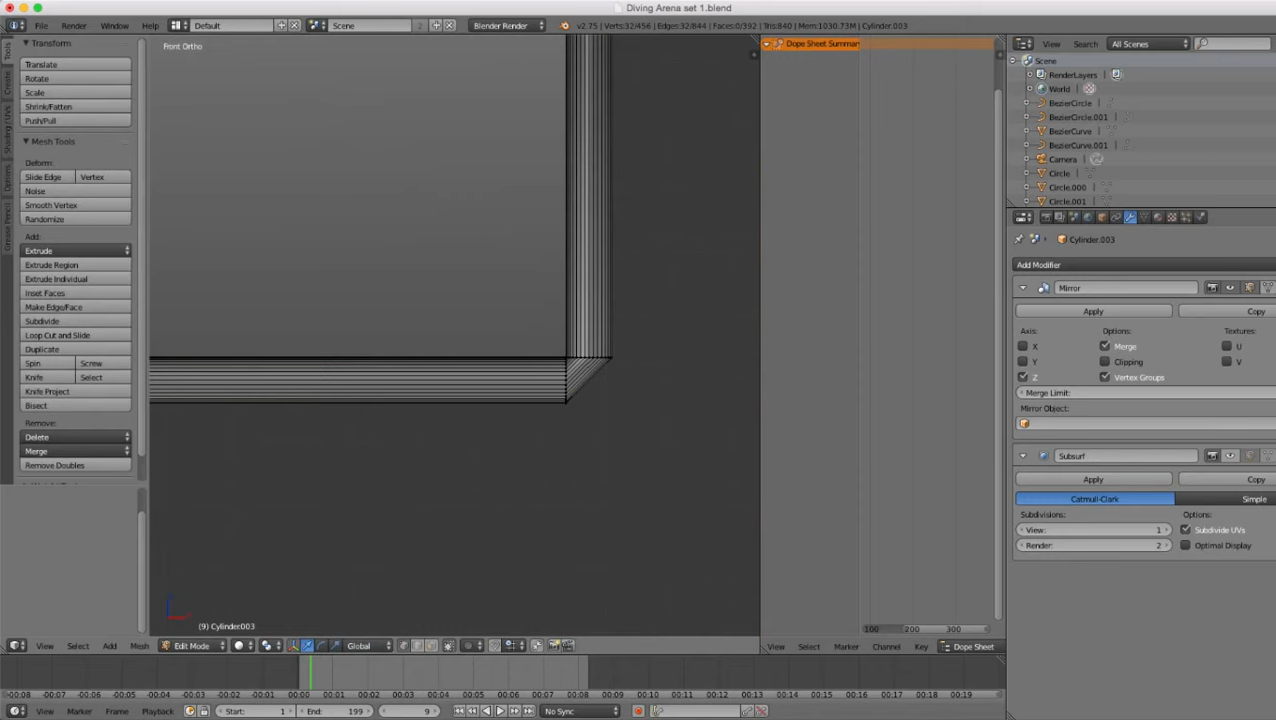 Diving Arena set 1.blend
File Render Window Help Default Scene 2 Blender Render v2.75 | Verts:32/456 | Edges:32/844 | Faces:0/392 | Tris:840 | Mem:1030.73M | Cylinder.003
Transform
Translate
Rotate
Scale
Shrink/Fatten
Push/Pull
Mesh Tools
Deform:
Slide Edge Vertex
Noise
Smooth Vertex
Randomize
Add:
Extrude
Extrude Region
Extrude Individual
Inset Faces
Make Edge/Face
Subdivide
Loop Cut and Slide
Duplicate
Spin Screw
Knife Select
Knife Project
Bisect
Remove:
Delete
Merge
Remove Doubles
Tools
Create
Shading / UVs
Options
Grease Pencil
Front Ortho
(9) Cylinder.003
View Select Add Mesh Edit Mode Global
Dope Sheet Summar
100 200 300
View Select Marker Channel Key Dope Sheet
View Search All Scenes
Scene
RenderLayers
World
BezierCircle
BezierCircle.001
BezierCurve
BezierCurve.001
Camera
Circle
Circle.000
Circle.001
Cylinder.003
Add Modifier
Mirror
Apply Copy
Axis: Options: Textures:
X Merge U
Y Clipping V
Z Vertex Groups
Merge Limit:
Mirror Object:
Subsurf
Apply Copy
Catmull-Clark Simple
Subdivisions: Options:
View: 1 Subdivide UVs
Render: 2 Optimal Display
-00:08 -00:07 -00:06 -00:05 -00:04 -00:03 -00:02 -00:01 00:00 00:01 00:02 00:03 00:04 00:05 00:06 00:07 00:08 00:09 00:10 00:11 00:12 00:13 00:14 00:15 00:16 00:17 00:18 00:19
View Marker Frame Playback Start: 1 End: 199 9 No Sync